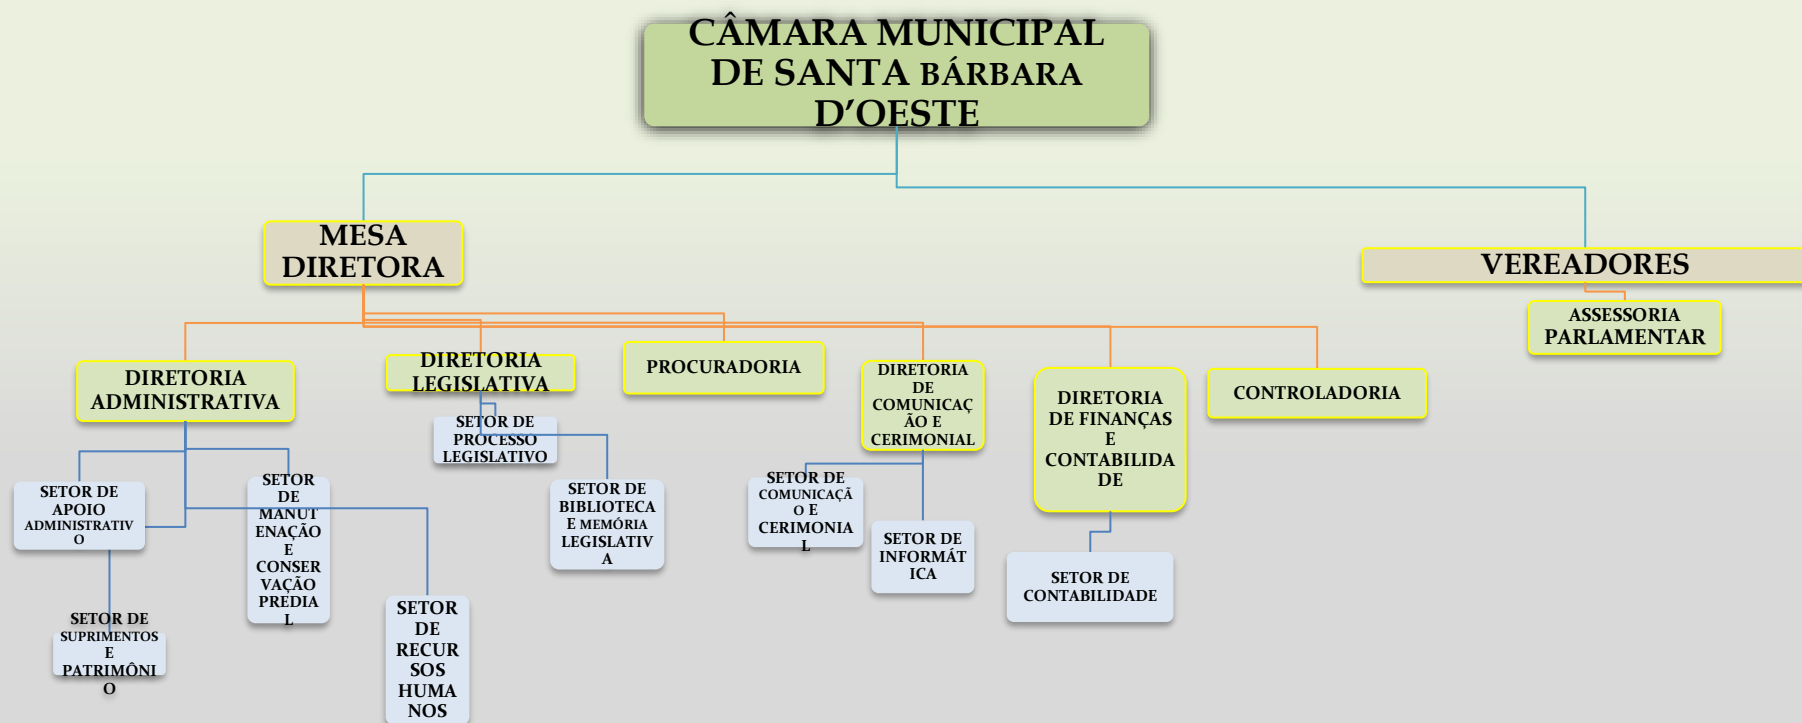 CÂMARA MUNICIPAL
DE SANTA BÁRBARA
D’OESTE
MESA
DIRETORA
VEREADORES
ASSESSORIA
PARLAMENTAR
DIRETORIA
ADMINISTRATIVA
DIRETORIA
LEGISLATIVA
PROCURADORIA
DIRETORIA
DE
COMUNICAÇ
ÃO E
CERIMONIAL
DIRETORIA
DE FINANÇAS
E
CONTABILIDA
DE
CONTROLADORIA
SETOR DE
APOIO
ADMINISTRATIV
O
SETOR
DE
MANUT
ENAÇÃO
E
CONSER
VAÇÃO
PREDIA
L
SETOR DE
PROCESSO
LEGISLATIVO
SETOR DE
BIBLIOTECA
E MEMÓRIA
LEGISLATIV
A
SETOR DE
COMUNICAÇÃ
O E
CERIMONIA
L
SETOR DE
INFORMÁT
ICA
SETOR DE
CONTABILIDADE
SETOR DE
SUPRIMENTOS
E
PATRIMÔNI
O
SETOR
DE
RECUR
SOS
HUMA
NOS